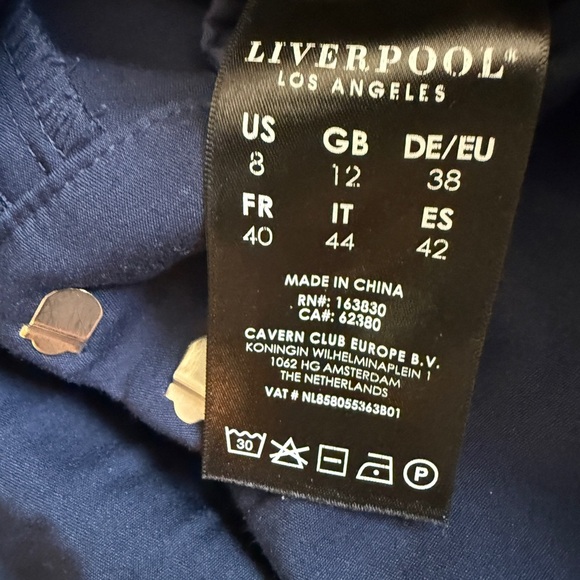 LIVERPOOL®
LOS ANGELES
US GB DE/EU
8 12 38
FR IT ES
40 44 42
MADE IN CHINA
RN#: 163830
CA#: 62380
CAVERN CLUB EUROPE B.V.
KONINGIN WILHELMINAPLEIN 1
1062 HG AMSTERDAM
THE NETHERLANDS
VAT # NL858055363B01
30 P